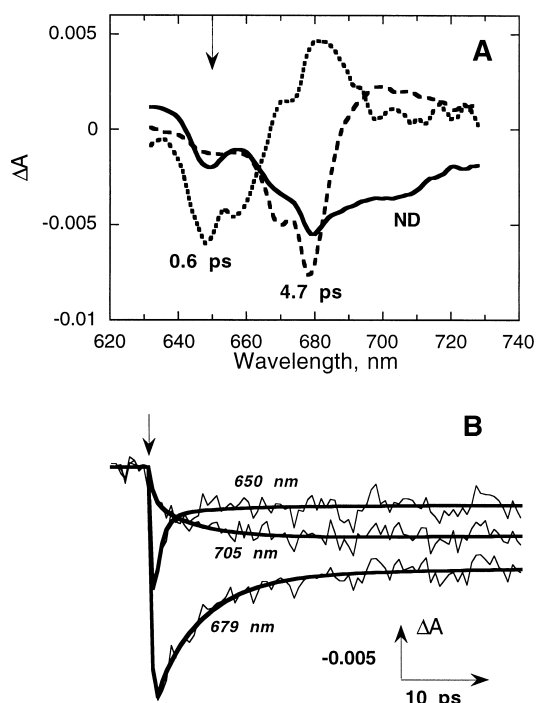 A
0.005
0
-0.005
-0.01
ΔA
0.6 ps
4.7 ps
ND
620 640 660 680 700 720 740
Wavelength, nm
B
650 nm
705 nm
679 nm
ΔA
-0.005
10 ps